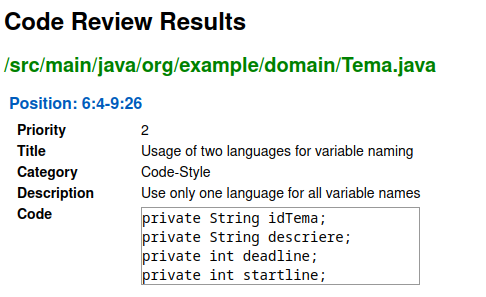 Code Review Results
/src/main/java/org/example/domain/Tema.java
Position: 6:4-9:26
Priority 2
Title Usage of two languages for variable naming
Category Code-Style
Description Use only one language for all variable names
Code private String idTema;
private String descriere;
private int deadline;
private int startline;